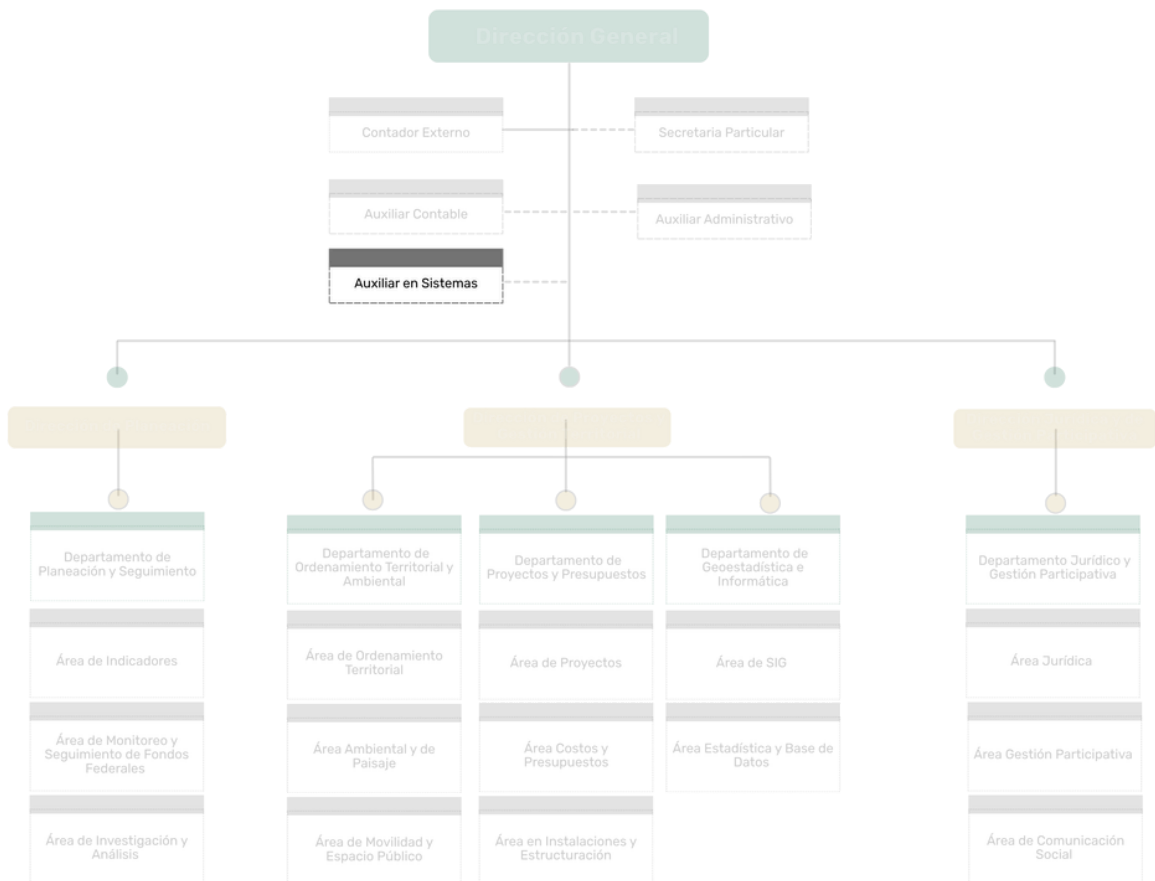 Dirección General
Contador Externo
Secretaria Particular
Auxiliar Contable
Auxiliar Administrativo
Auxiliar en Sistemas
Departamento de
Planeación y Seguimiento
Departamento de
Ordenamiento Territorial y
Ambiental
Departamento de
Proyectos y Presupuestos
Departamento de
Geoestadística e
Informática
Departamento Jurídico y
Gestión Participativa
Área de Indicadores
Área de Ordenamiento
Territorial
Área de Proyectos
Área de SIG
Área Jurídica
Área de Monitoreo y
Seguimiento de Fondos
Federales
Área Ambiental y de
Paisaje
Área Costos y
Presupuestos
Área Estadística y Base de
Datos
Área Gestión Participativa
Área de Investigación y
Análisis
Área de Movilidad y
Espacio Público
Área en Instalaciones y
Estructuración
Área de Comunicación
Social